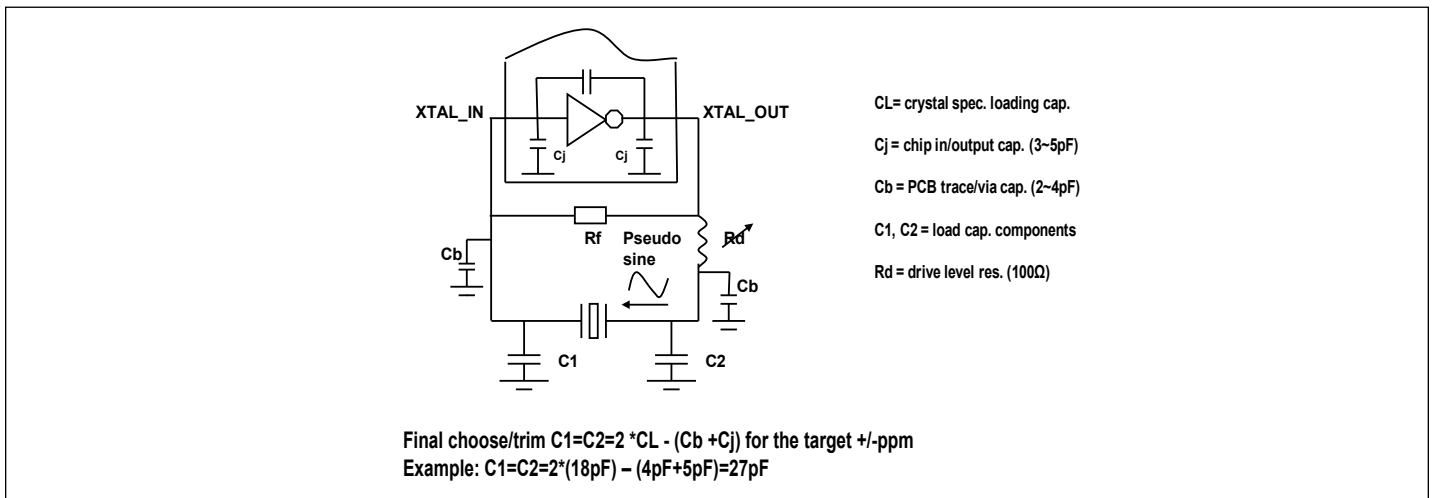 XTAL_IN
XTAL_OUT
Cj
Cj
Rf
Pseudo
sine
Rd
Cb
Cb
C1
C2
CL= crystal spec. loading cap.
Cj = chip in/output cap. (3~5pF)
Cb = PCB trace/via cap. (2~4pF)
C1, C2 = load cap. components
Rd = drive level res. (100Ω)
Final choose/trim C1=C2=2 *CL - (Cb +Cj) for the target +/-ppm
Example: C1=C2=2*(18pF) – (4pF+5pF)=27pF